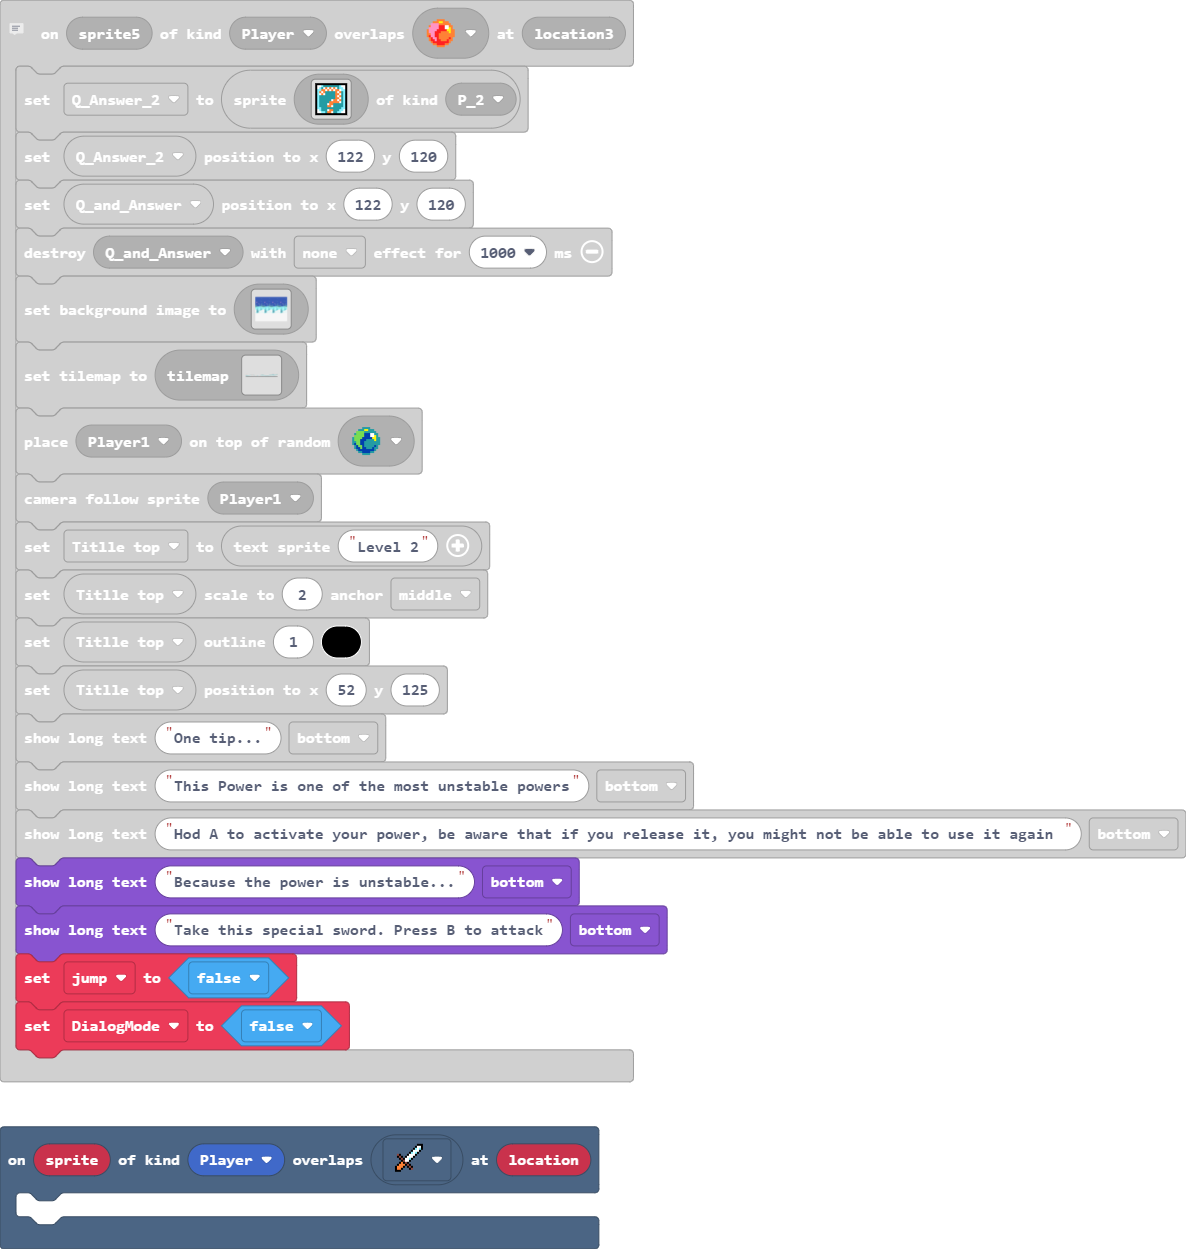 on sprite5 of kind Player overlaps at location3
set Q_Answer_2 to sprite of kind P_2
set Q_Answer_2 position to x 122 y 120
set Q_and_Answer position to x 122 y 120
destroy Q_and_Answer with none effect for 1000 ms
set background image to
set tilemap to tilemap
place Player1 on top of random
camera follow sprite Player1
set Titlle top to text sprite "Level 2"
set Titlle top scale to 2 anchor middle
set Titlle top outline 1
set Titlle top position to x 52 y 125
show long text "One tip..." bottom
show long text "This Power is one of the most unstable powers" bottom
show long text "Hod A to activate your power, be aware that if you release it, you might not be able to use it again " bottom
show long text "Because the power is unstable..." bottom
show long text "Take this special sword. Press B to attack" bottom
set jump to false
set DialogMode to false
on sprite of kind Player overlaps at location